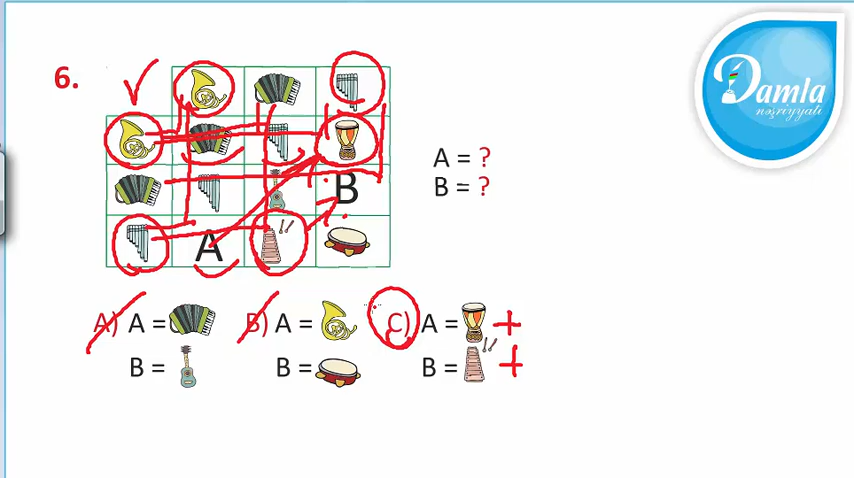 6.
Damla
nəşriyyatı
A = ?
B = ?
B
A
A) A =
B =
B) A =
B =
C) A =
B =